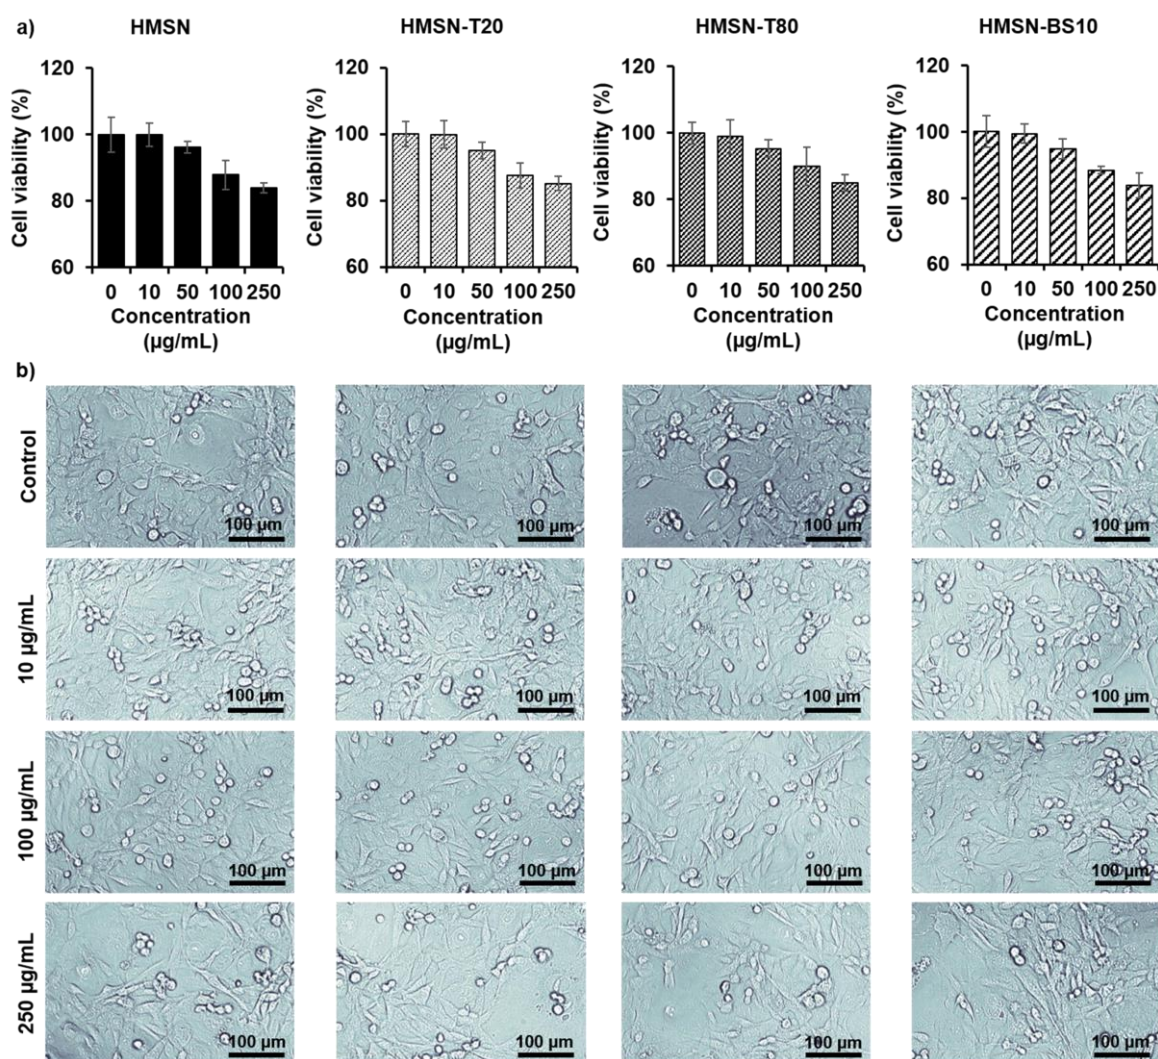 a)
HMSN
HMSN-T20
HMSN-T80
HMSN-BS10
Cell viability (%)
120
100
80
60
0 10 50 100 250
Concentration
(µg/mL)
Cell viability (%)
120
100
80
60
0 10 50 100 250
Concentration
(µg/mL)
Cell viability (%)
120
100
80
60
0 10 50 100 250
Concentration
(µg/mL)
Cell viability (%)
120
100
80
60
0 10 50 100 250
Concentration
(µg/mL)
b)
Control
100 µm
100 µm
100 µm
100 µm
10 µg/mL
100 µm
100 µm
100 µm
100 µm
100 µg/mL
100 µm
100 µm
100 µm
100 µm
250 µg/mL
100 µm
100 µm
100 µm
100 µm